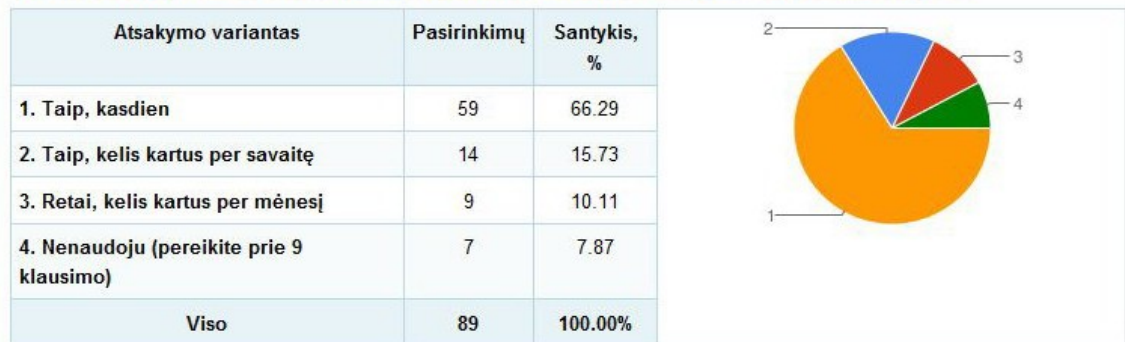 Atsakymo variantas Pasirinkimų Santykis,
%
1. Taip, kasdien 59 66.29
2. Taip, kelis kartus per savaitę 14 15.73
3. Retai, kelis kartus per mėnesį 9 10.11
4. Nenaudoju (pereikite prie 9 7 7.87
klausimo)
Viso 89 100.00%
2
3
4
1